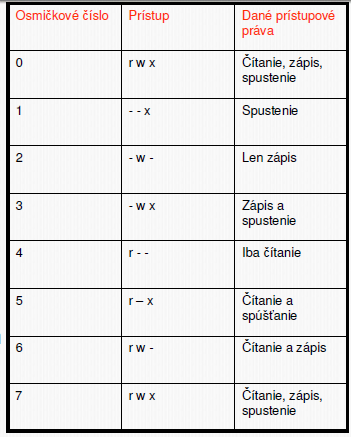 Osmičkové číslo Prístup Dané prístupové
práva
0 r w x Čítanie, zápis,
spustenie
1 - - x Spustenie
2 - w - Len zápis
3 - w x Zápis a
spustenie
4 r - - Iba čítanie
5 r – x Čítanie a
spúšťanie
6 r w - Čítanie a zápis
7 r w x Čítanie, zápis,
spustenie